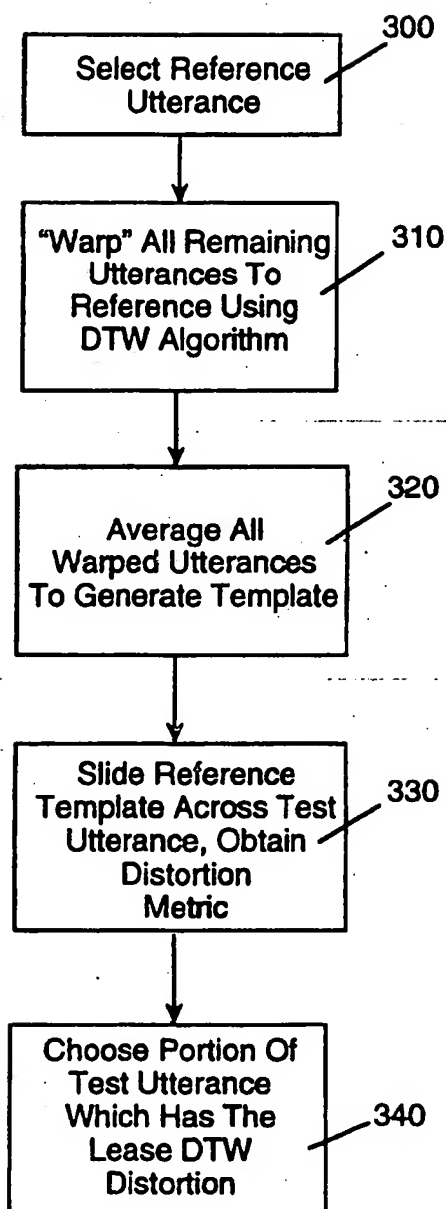 300
Select Reference
Utterance
310
"Warp" All Remaining
Utterances To
Reference Using
DTW Algorithm
320
Average All
Warped Utterances
To Generate Template
330
Slide Reference
Template Across Test
Utterance, Obtain
Distortion
Metric
340
Choose Portion Of
Test Utterance
Which Has The
Lease DTW
Distortion